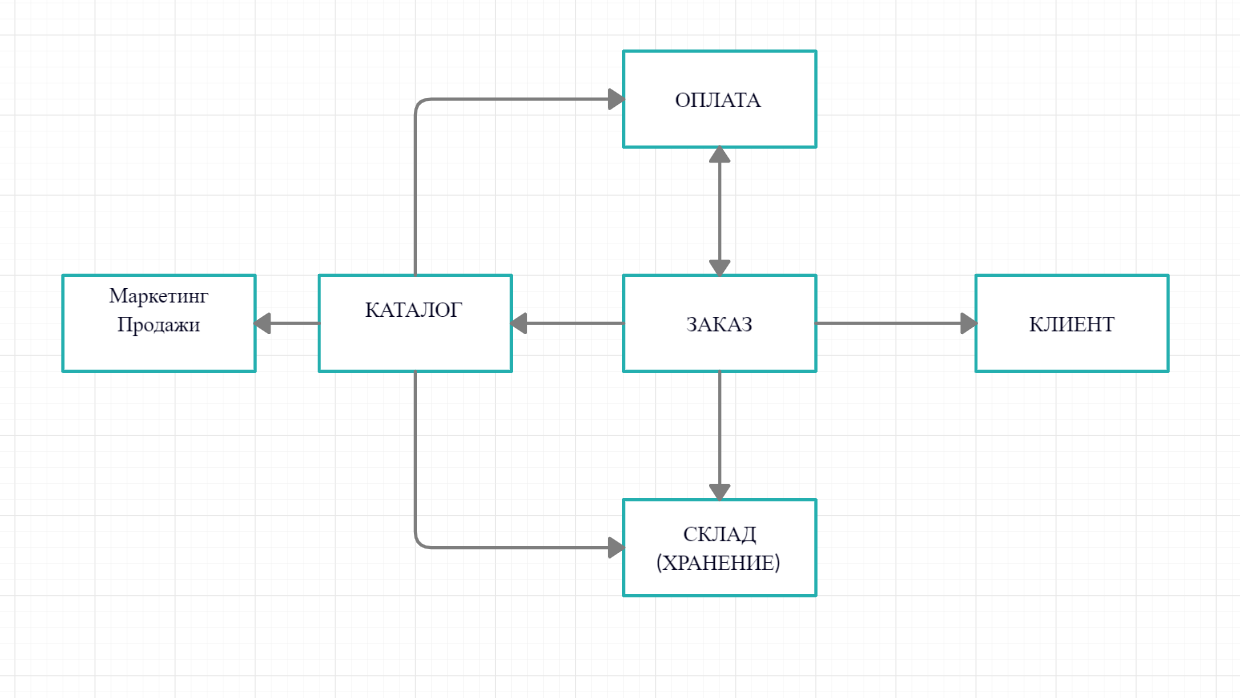 ОПЛАТА
Маркетинг
Продажи
КАТАЛОГ
ЗАКАЗ
КЛИЕНТ
СКЛАД
(ХРАНЕНИЕ)